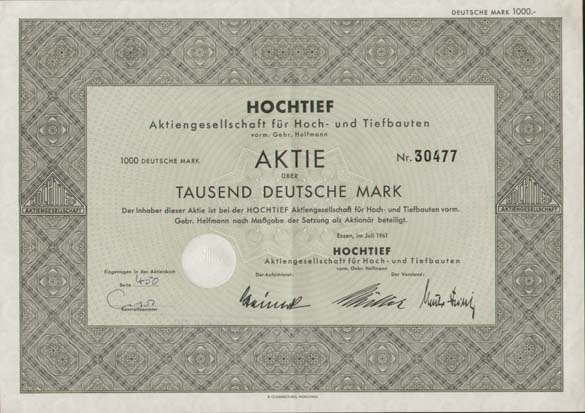 DEUTSCHE MARK 1000,-
HOCHTIEF
Aktiengesellschaft für Hoch- und Tiefbauten
vorm. Gebr. Helfmann
1000 DEUTSCHE MARK
AKTIE
Nr. 30477
ÜBER
TAUSEND DEUTSCHE MARK
Der Inhaber dieser Aktie ist bei der HOCHTIEF Aktiengesellschaft für Hoch- und Tiefbauten vorm.
Gebr. Helfmann nach Maßgabe der Satzung als Aktionär beteiligt.
AKTIENGESELLSCHAFT
AKTIENGESELLSCHAFT
Essen, im Juli 1961
HOCHTIEF
Aktiengesellschaft für Hoch- und Tiefbauten
vorm. Gebr. Helfmann
Eingetragen in den Aktienbuch
Seite 450
Der Aufsichtsrat:
Der Vorstand:
Kontrollbeamter